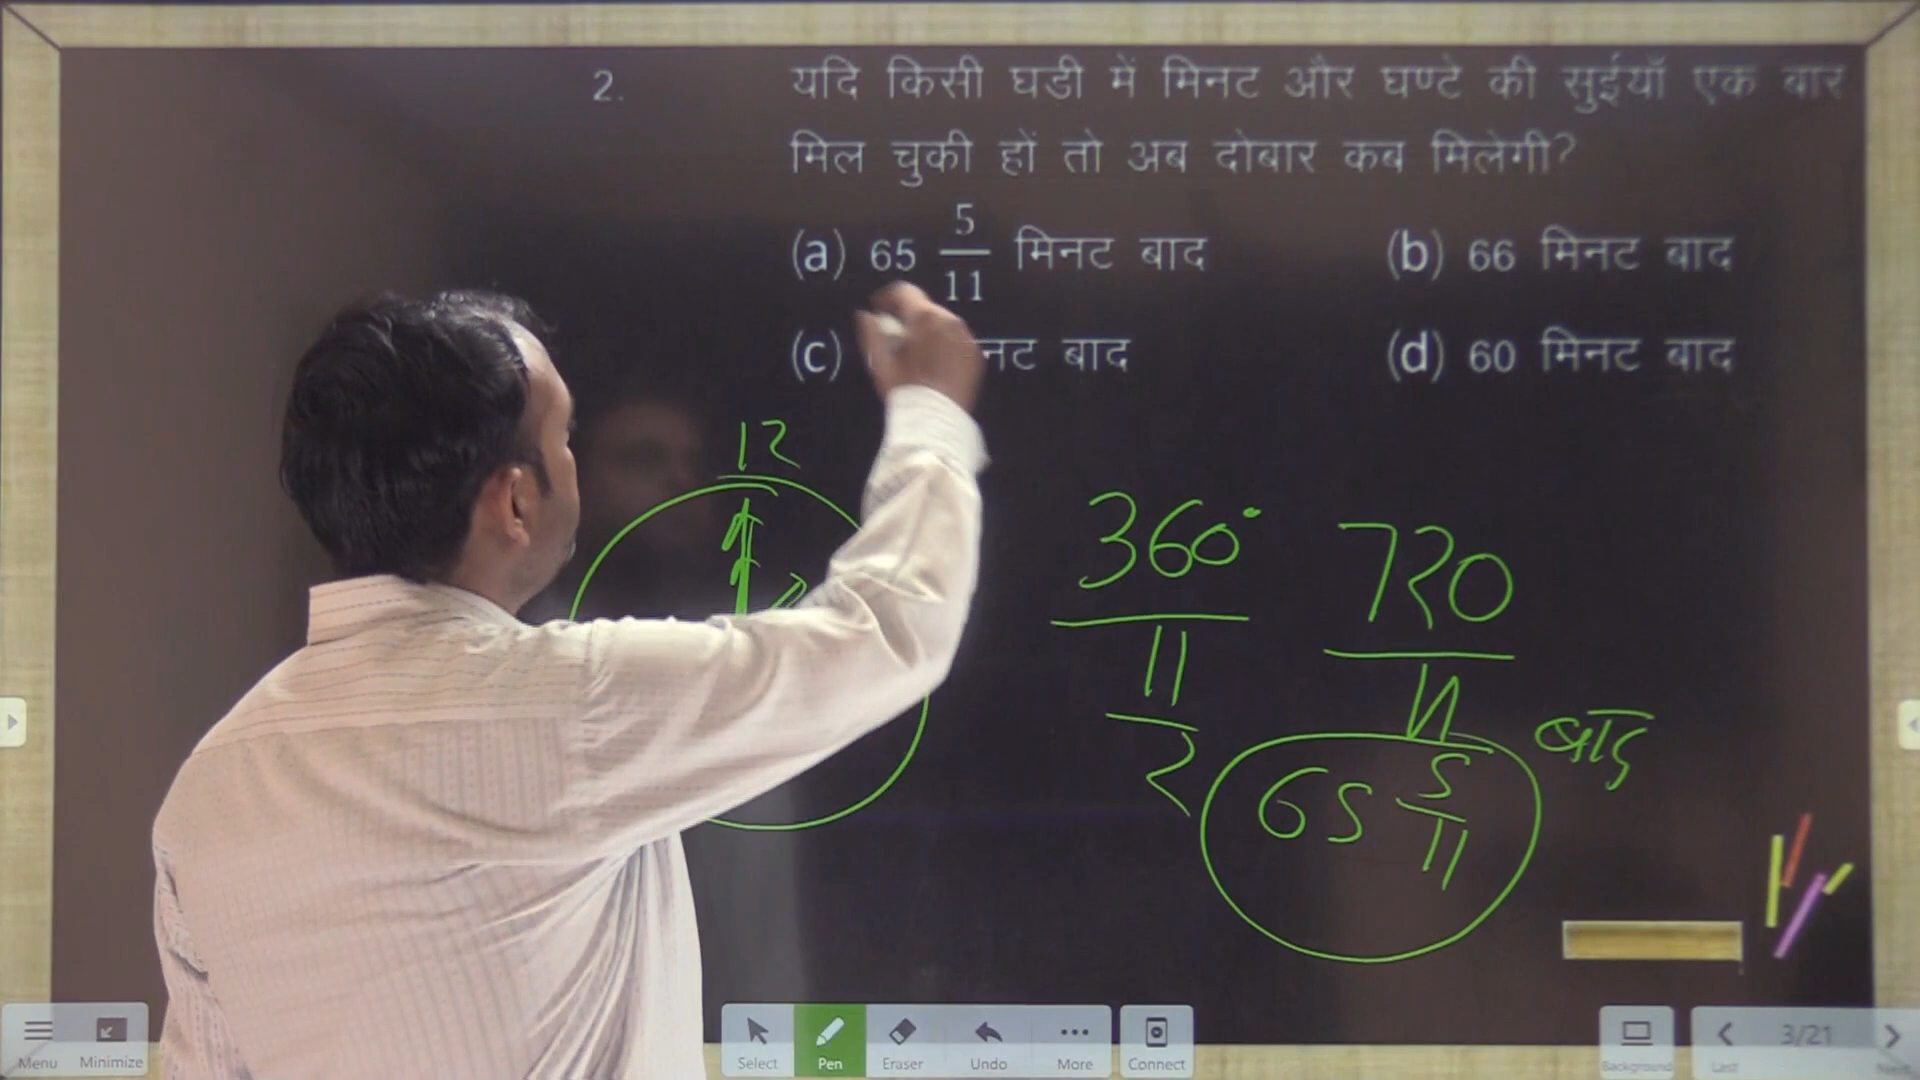 2. यदि किसी घडी में मिनट और घण्टे की सुईयाँ एक बार
मिल चुकी हों तो अब दोबार कब मिलेगी?
(a) 65 5/11 मिनट बाद (b) 66 मिनट बाद
(c) नट बाद (d) 60 मिनट बाद
12
360°
11
2
720
11
65 5/11
बाद
Menu Minimize Select Pen Eraser Undo More Connect Background Last 3/21